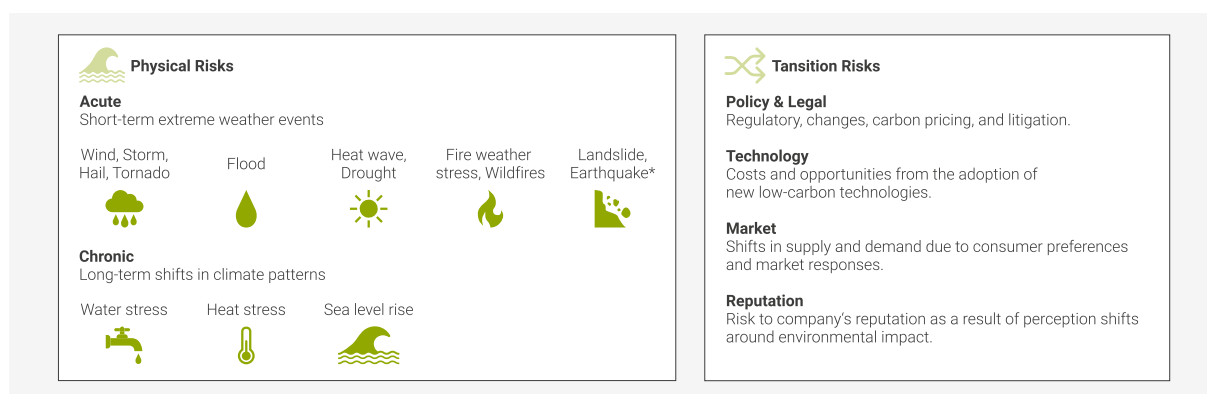 Physical Risks
Acute
Short-term extreme weather events
Wind, Storm,
Hail, Tornado
Flood
Heat wave,
Drought
Fire weather
stress, Wildfires
Landslide,
Earthquake*
Chronic
Long-term shifts in climate patterns
Water stress
Heat stress
Sea level rise
Tansition Risks
Policy & Legal
Regulatory, changes, carbon pricing, and litigation.
Technology
Costs and opportunities from the adoption of
new low-carbon technologies.
Market
Shifts in supply and demand due to consumer preferences
and market responses.
Reputation
Risk to company's reputation as a result of perception shifts
around environmental impact.